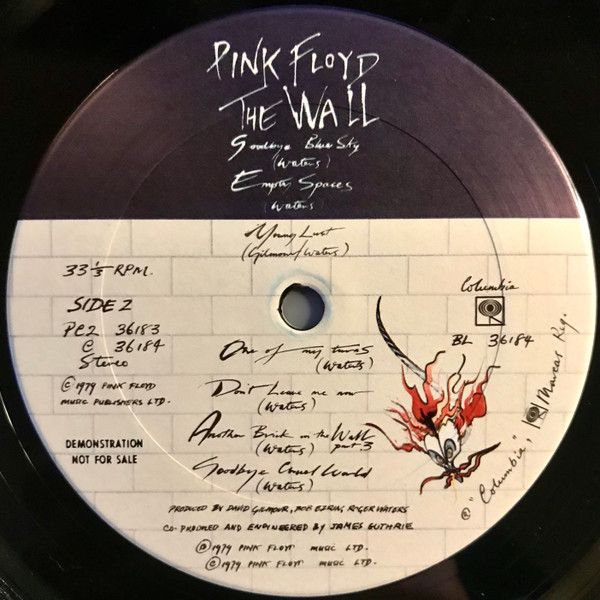 PINK FLOYD
THE WALL
Goodbye Blue Sky
(Waters)
Empty Spaces
(Waters)
Young Lust
(Gilmour/Waters)
33 1/3 RPM.
SIDE 2
PC2 36183
C 36184
Stereo
© 1979 PINK FLOYD
MUSIC PUBLISHERS LTD.
DEMONSTRATION
NOT FOR SALE
Columbia
BL 36184
One of my turns
(Waters)
Don't Leave me now
(Waters)
Another Brick in the Wall
part 3
(Waters)
Goodbye Cruel World
(Waters)
PRODUCED BY DAVID GILMOUR, BOB EZRIN, ROGER WATERS
CO-PRODUCED AND ENGINEERED BY JAMES GUTHRIE
℗ 1979 PINK FLOYD MUSIC LTD.
© 1979 PINK FLOYD MUSIC LTD.
® "Columbia", Marcas Reg.